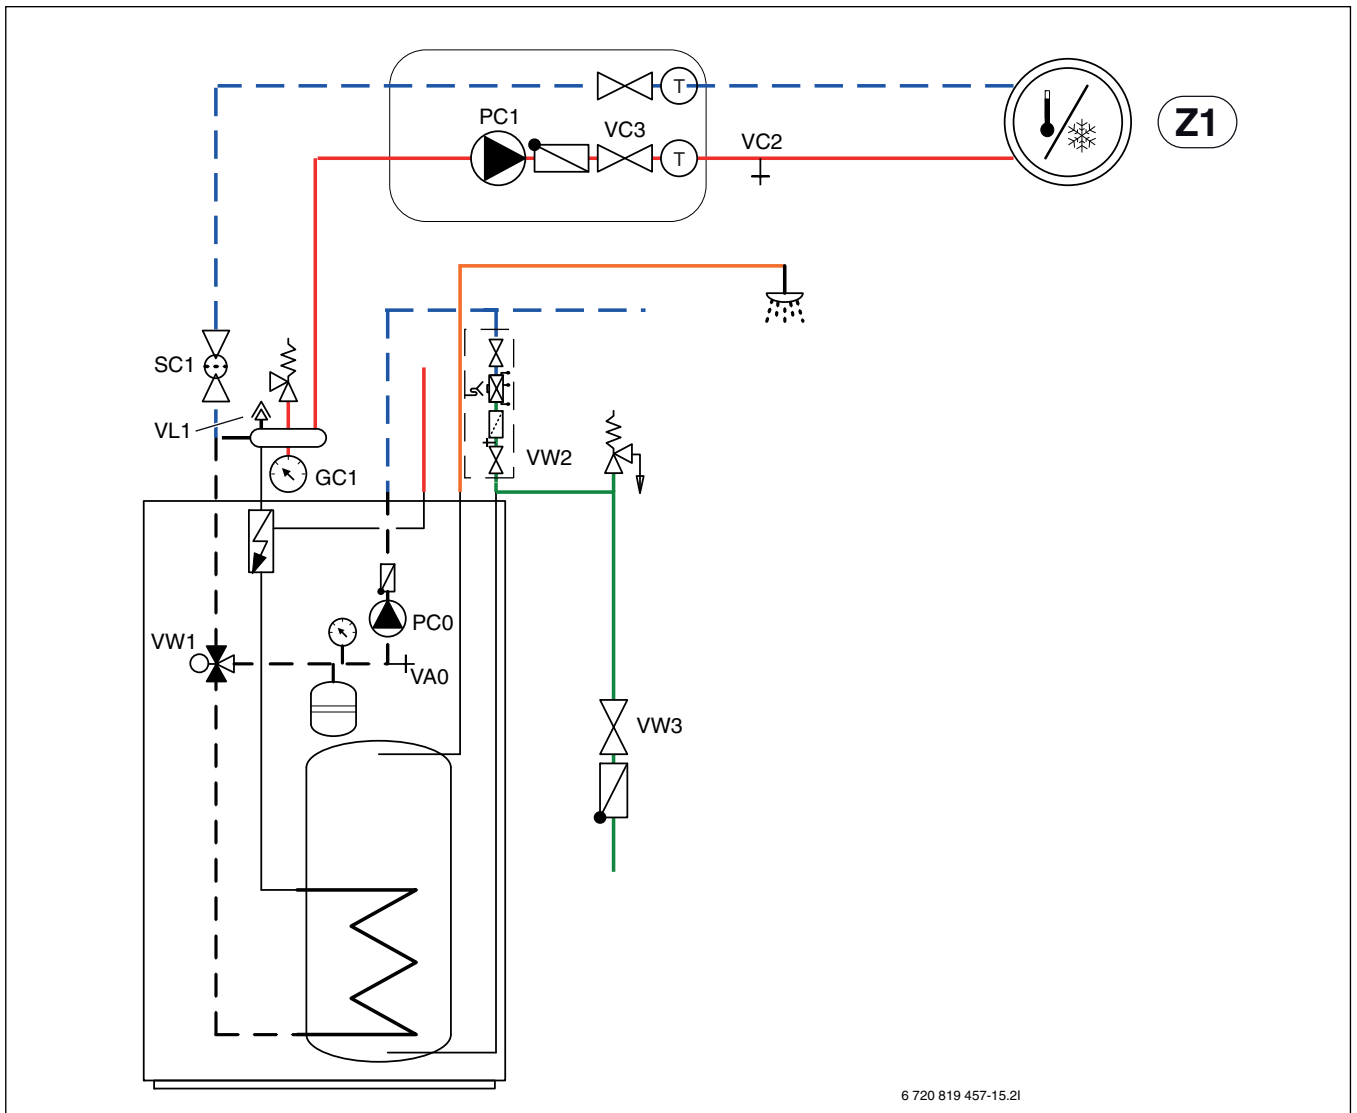 T
PC1
VC3
VC2
T
Z1
SC1
VL1
GC1
VW2
PC0
VW1
VA0
VW3
6 720 819 457-15.2I